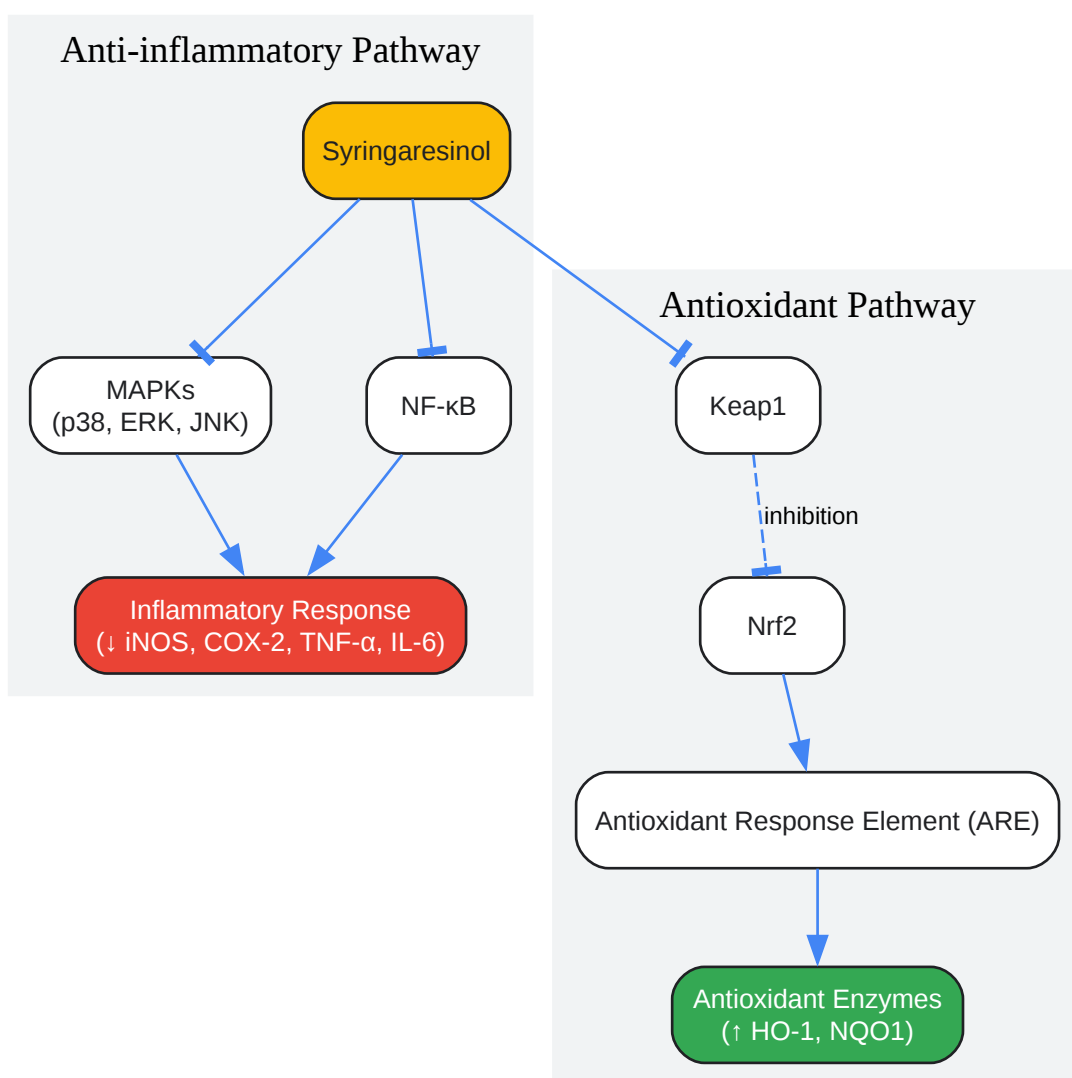 Anti-inflammatory Pathway
Syringaresinol
MAPKs
(p38, ERK, JNK)
NF-κB
Inflammatory Response
(↓ iNOS, COX-2, TNF-α, IL-6)
Antioxidant Pathway
Keap1
inhibition
Nrf2
Antioxidant Response Element (ARE)
Antioxidant Enzymes
(↑ HO-1, NQO1)